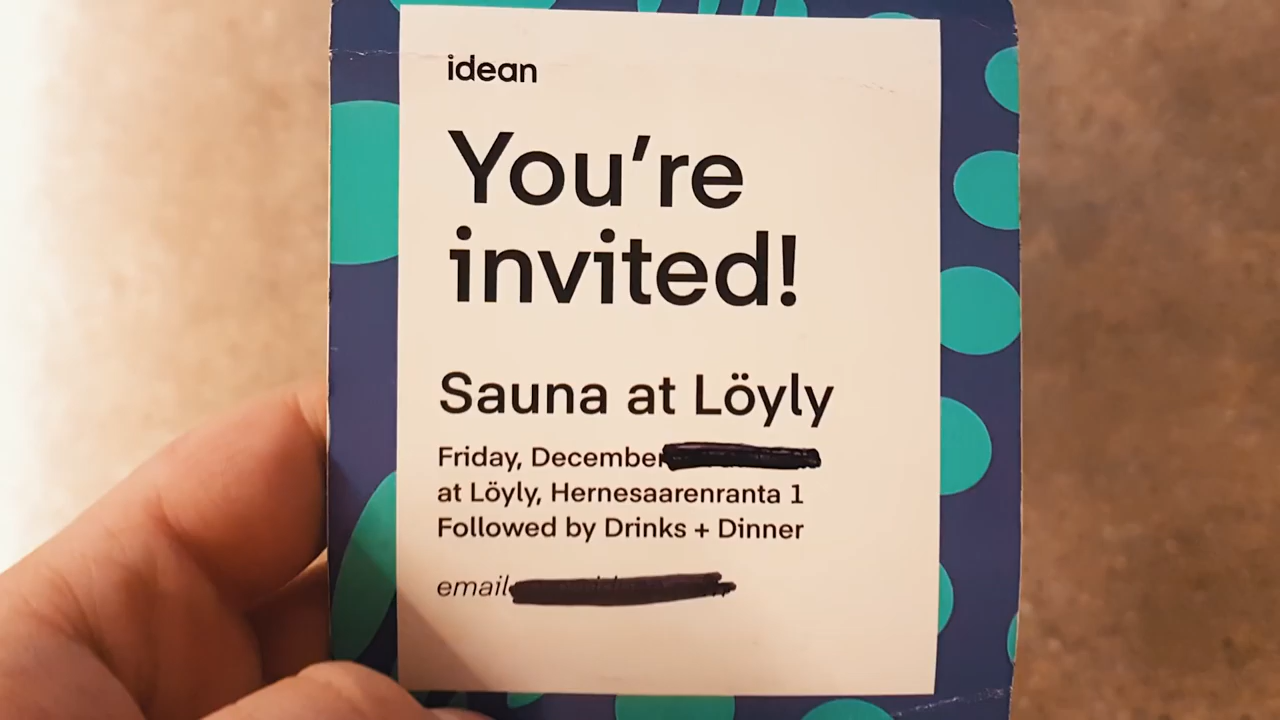 idean
You’re
invited!
Sauna at Löyly
Friday, December
at Löyly, Hernesaarenranta 1
Followed by Drinks + Dinner
email